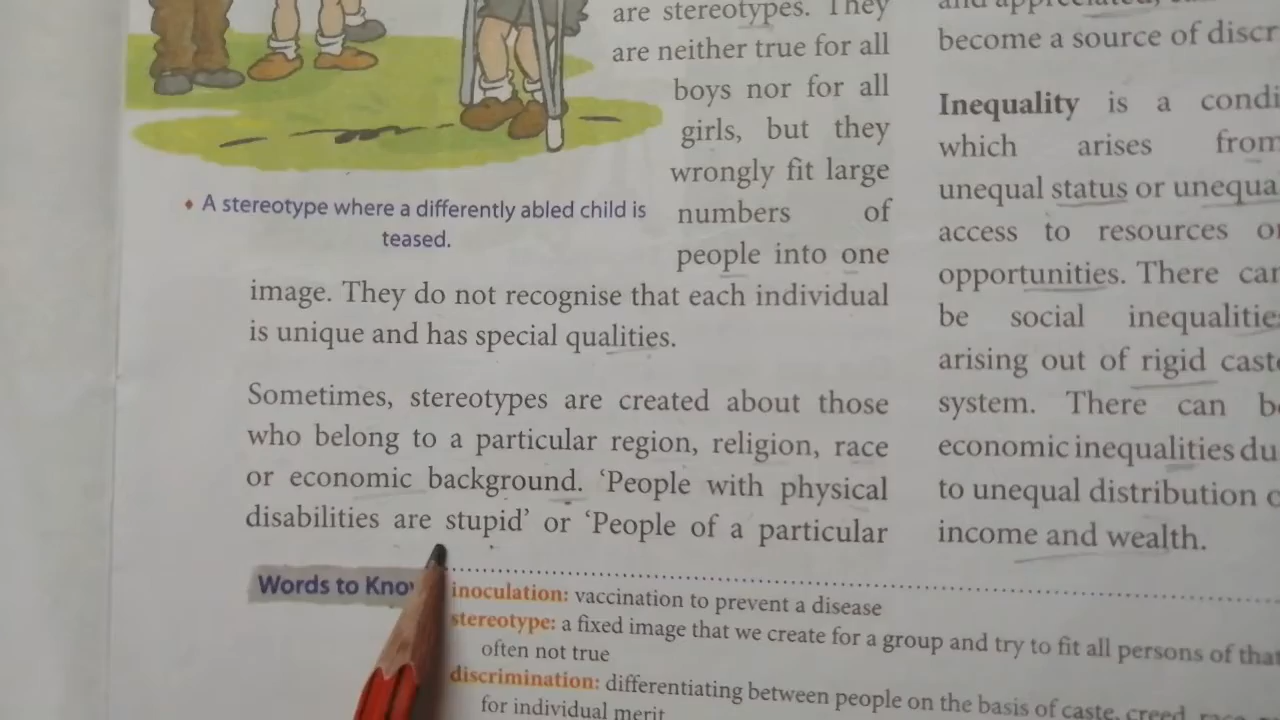 are stereotypes. They
are neither true for all
boys nor for all
girls, but they
wrongly fit large
numbers of
people into one
♦ A stereotype where a differently abled child is
teased.
image. They do not recognise that each individual
is unique and has special qualities.
Sometimes, stereotypes are created about those
who belong to a particular region, religion, race
or economic background. ‘People with physical
disabilities are stupid’ or ‘People of a particular
become a source of discr
Inequality is a condi
which arises from
unequal status or unequa
access to resources or
opportunities. There can
be social inequalities
arising out of rigid caste
system. There can be
economic inequalities du
to unequal distribution o
income and wealth.
Words to Kno
inoculation: vaccination to prevent a disease
stereotype: a fixed image that we create for a group and try to fit all persons of that
often not true
discrimination: differentiating between people on the basis of caste, creed,
for individual merit